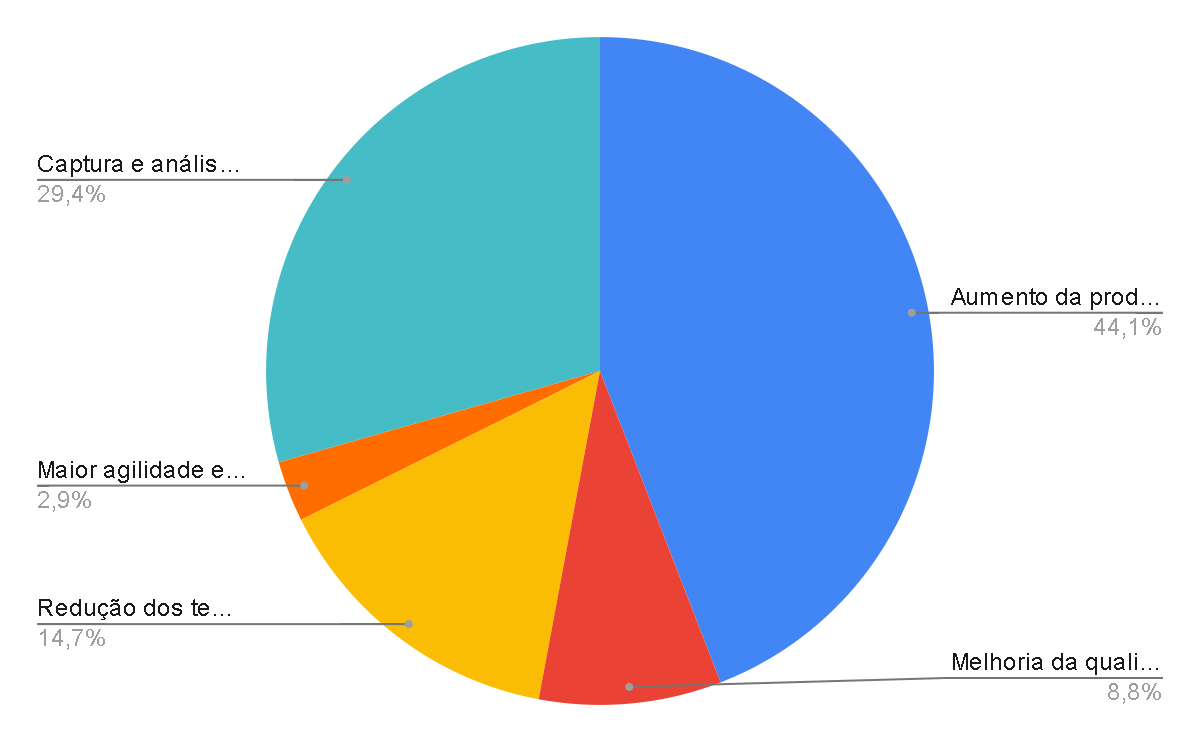 Captura e anális...
29,4%
Aumento da prod...
44,1%
Maior agilidade e...
2,9%
Redução dos te...
14,7%
Melhoria da quali...
8,8%